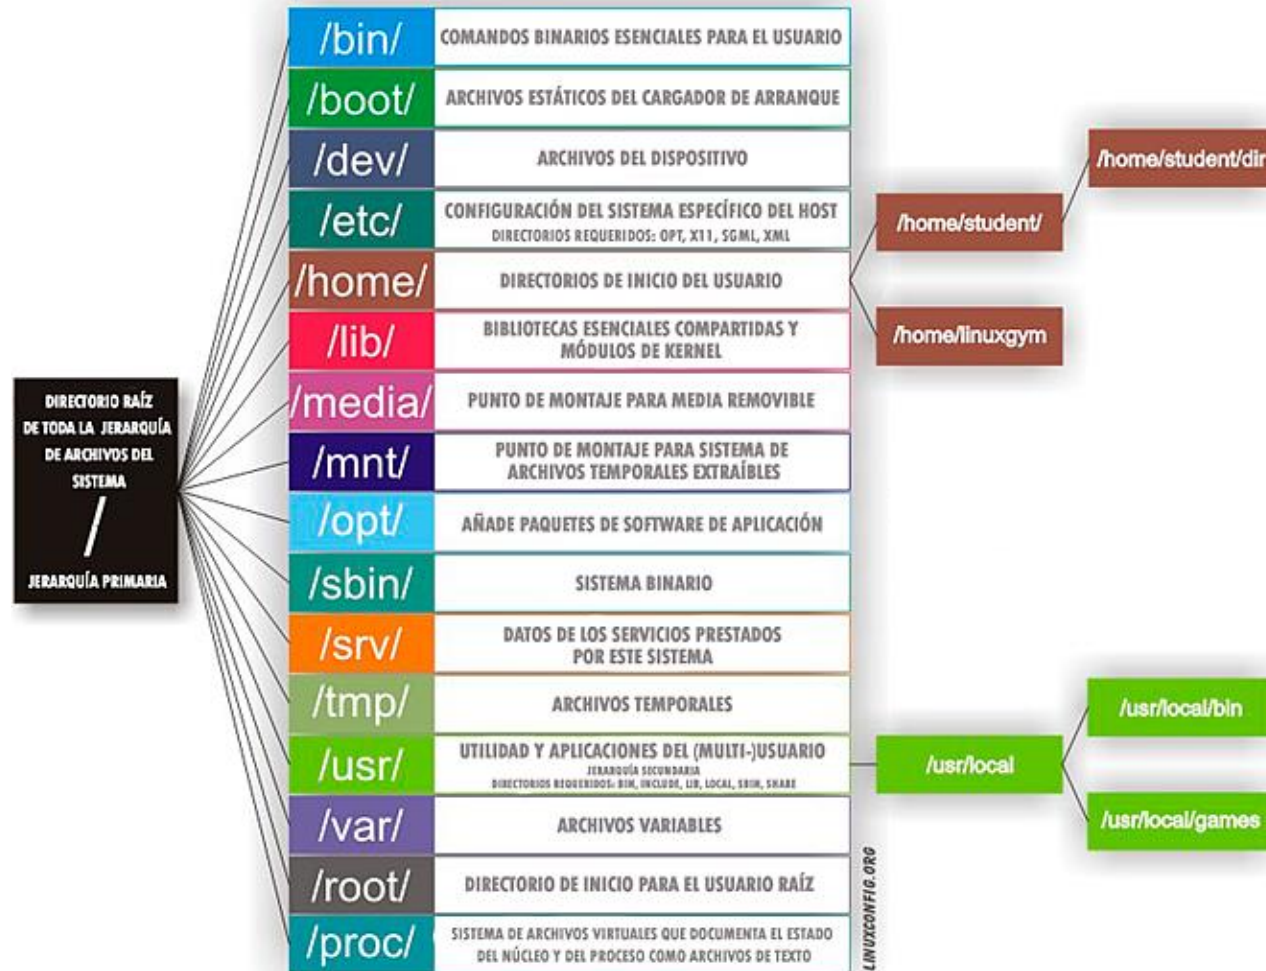 DIRECTORIO RAÍZ
DE TODA LA JERARQUÍA
DE ARCHIVOS DEL
SISTEMA
/
JERARQUÍA PRIMARIA
/bin/
COMANDOS BINARIOS ESENCIALES PARA EL USUARIO
/boot/
ARCHIVOS ESTÁTICOS DEL CARGADOR DE ARRANQUE
/dev/
ARCHIVOS DEL DISPOSITIVO
/etc/
CONFIGURACIÓN DEL SISTEMA ESPECÍFICO DEL HOST
DIRECTORIOS REQUERIDOS: OPT, X11, SGML, XML
/home/
DIRECTORIOS DE INICIO DEL USUARIO
/lib/
BIBLIOTECAS ESENCIALES COMPARTIDAS Y
MÓDULOS DE KERNEL
/media/
PUNTO DE MONTAJE PARA MEDIA REMOVIBLE
/mnt/
PUNTO DE MONTAJE PARA SISTEMA DE
ARCHIVOS TEMPORALES EXTRAÍBLES
/opt/
AÑADE PAQUETES DE SOFTWARE DE APLICACIÓN
/sbin/
SISTEMA BINARIO
/srv/
DATOS DE LOS SERVICIOS PRESTADOS
POR ESTE SISTEMA
/tmp/
ARCHIVOS TEMPORALES
/usr/
UTILIDAD Y APLICACIONES DEL (MULTI-)USUARIO
JERARQUÍA SECUNDARIA
DIRECTORIOS REQUERIDOS: BIN, INCLUDE, LIB, LOCAL, SBIN, SHARE
/var/
ARCHIVOS VARIABLES
/root/
DIRECTORIO DE INICIO PARA EL USUARIO RAÍZ
/proc/
SISTEMA DE ARCHIVOS VIRTUALES QUE DOCUMENTA EL ESTADO
DEL NÚCLEO Y DEL PROCESO COMO ARCHIVOS DE TEXTO
/home/student/
/home/student/dir
/home/linuxgym
/usr/local
/usr/local/bin
/usr/local/games
LINUXCONFIG.ORG